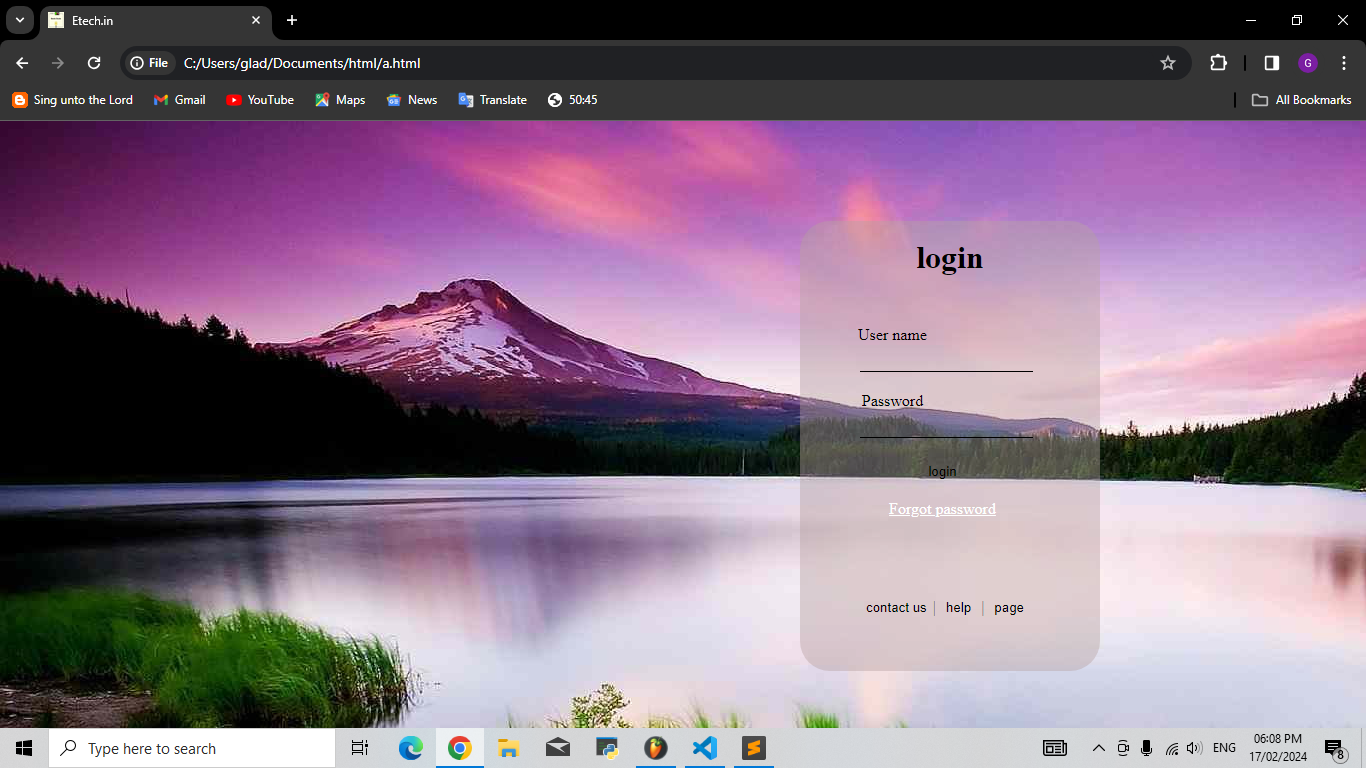 Etech.in
File C:/Users/glad/Documents/html/a.html
G
Sing unto the Lord Gmail YouTube Maps News Translate 50:45 All Bookmarks
login
User name
Password
login
Forgot password
contact us | help | page
Type here to search
ENG
06:08 PM
17/02/2024
8